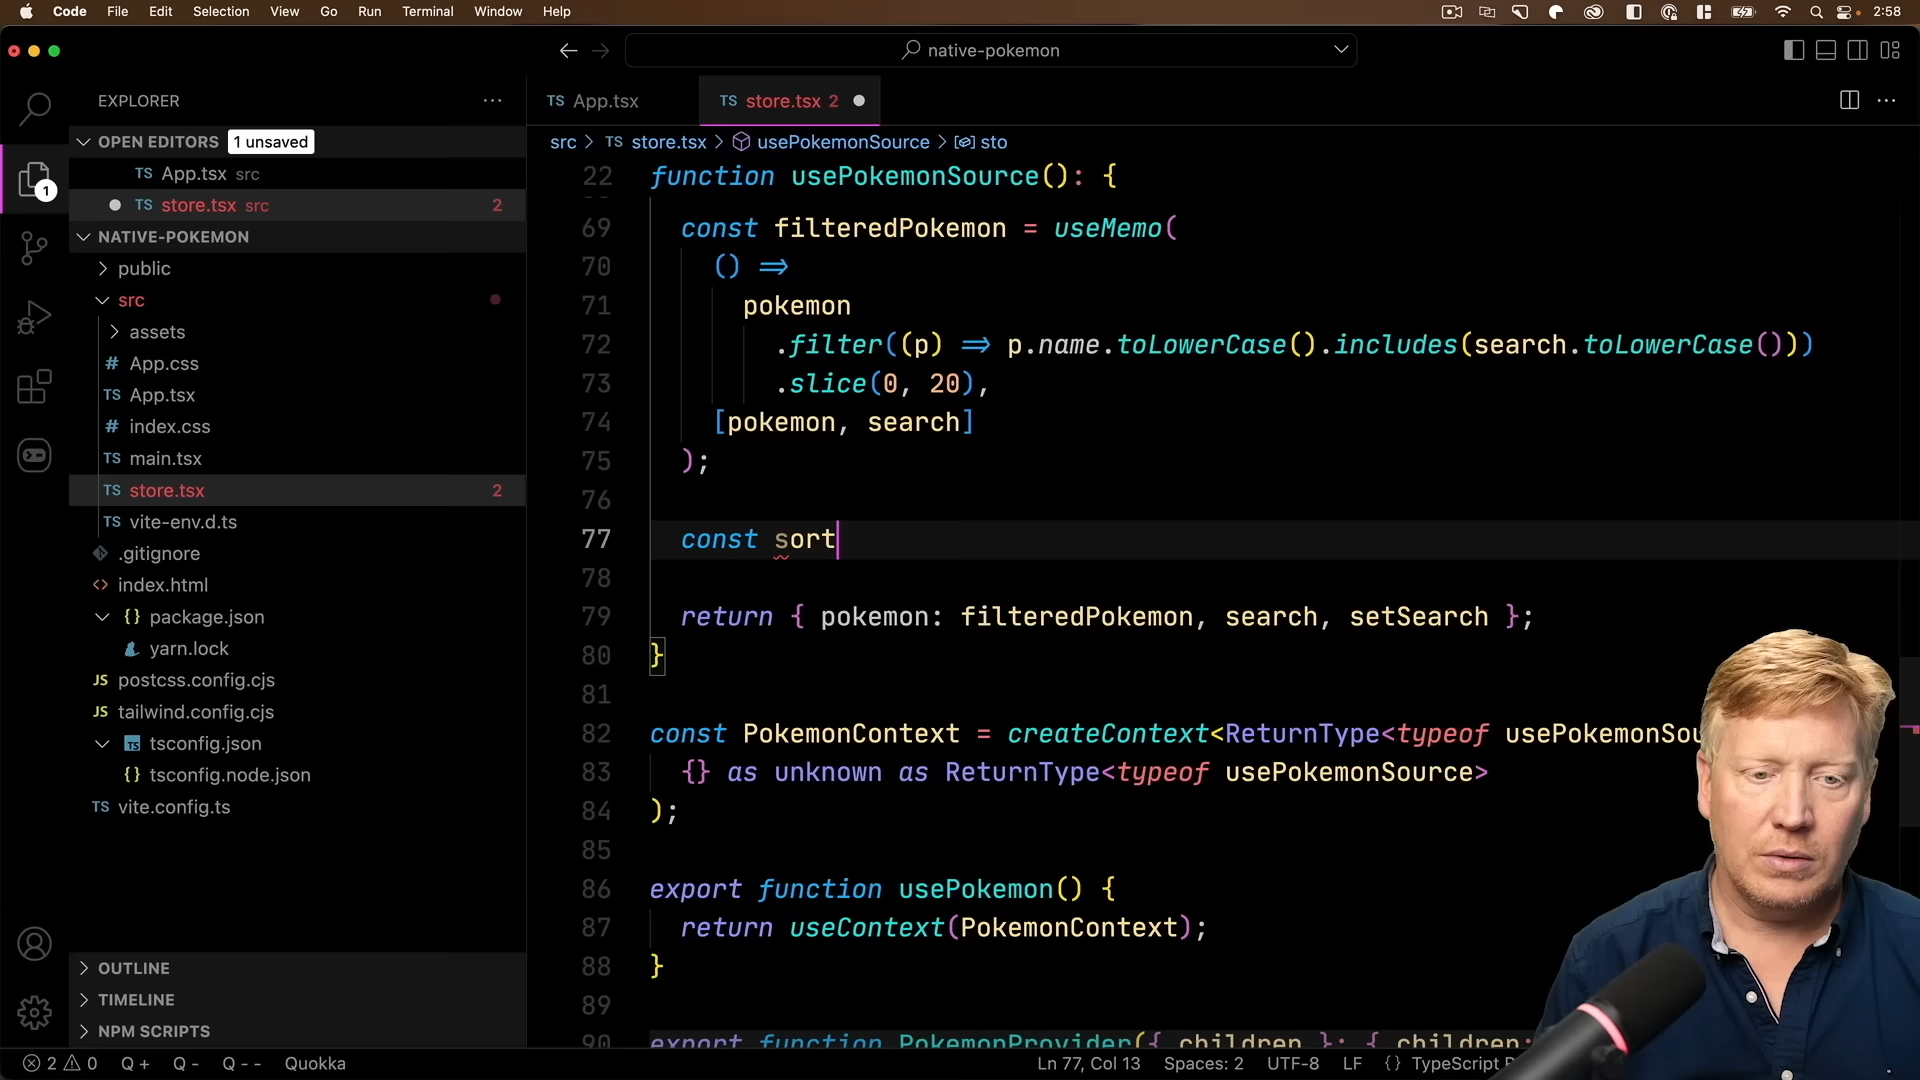 Code File Edit Selection View Go Run Terminal Window Help 2:58
native-pokemon
EXPLORER
OPEN EDITORS 1 unsaved
TS App.tsx src
TS store.tsx src 2
NATIVE-POKEMON
public
src
assets
# App.css
TS App.tsx
# index.css
TS main.tsx
TS store.tsx 2
TS vite-env.d.ts
.gitignore
<> index.html
{} package.json
yarn.lock
JS postcss.config.cjs
JS tailwind.config.cjs
TS tsconfig.json
{} tsconfig.node.json
TS vite.config.ts
OUTLINE
TIMELINE
NPM SCRIPTS
1
TS App.tsx
TS store.tsx 2
src > TS store.tsx > usePokemonSource > sto
22 function usePokemonSource(): {
69 const filteredPokemon = useMemo(
70 () =>
71 pokemon
72 .filter((p) => p.name.toLowerCase().includes(search.toLowerCase()))
73 .slice(0, 20),
74 [pokemon, search]
75 );
76
77 const sort
78
79 return { pokemon: filteredPokemon, search, setSearch };
80 }
81
82 const PokemonContext = createContext<ReturnType<typeof usePokemonSou
83 {} as unknown as ReturnType<typeof usePokemonSource>
84 );
85
86 export function usePokemon() {
87 return useContext(PokemonContext);
88 }
89
90 export function PokemonProvider({ children }: { children:
2 0 Q + Q - Q - - Quokka
Ln 77, Col 13 Spaces: 2 UTF-8 LF {} TypeScript